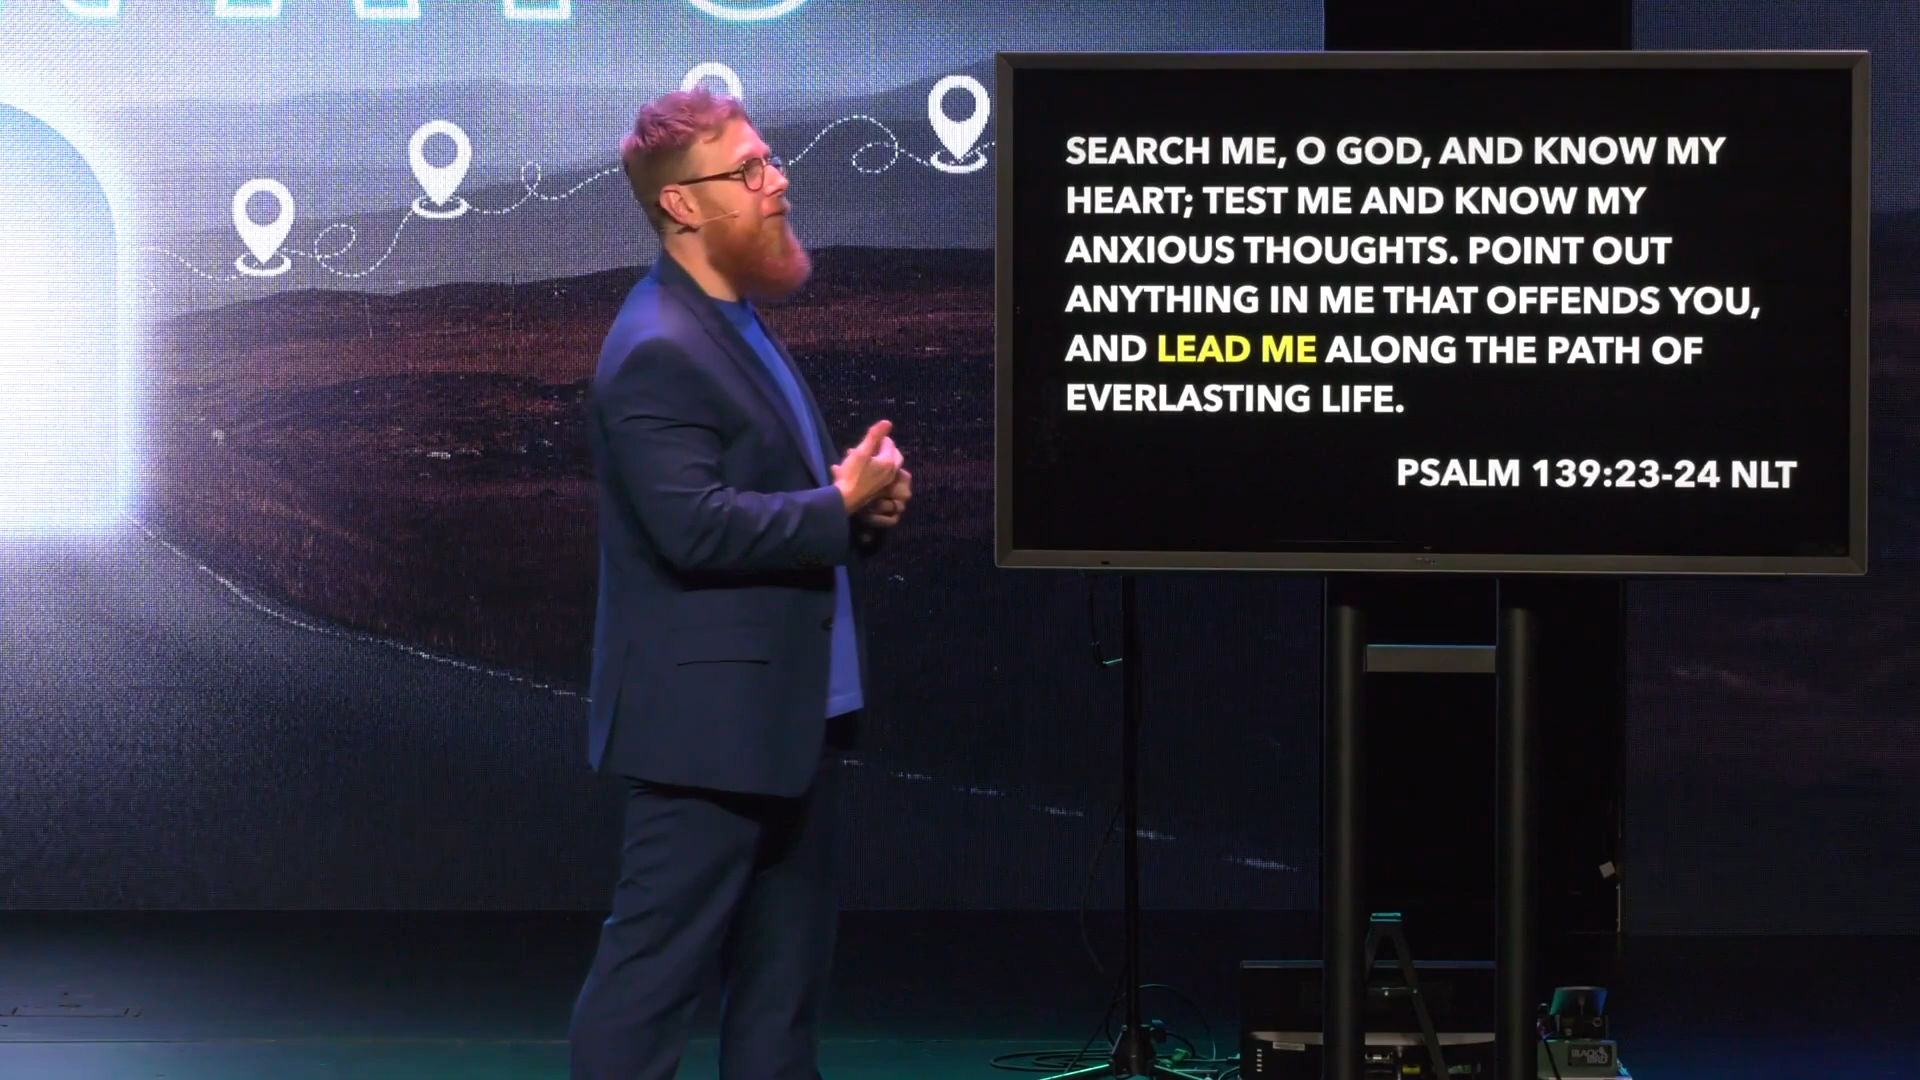 SEARCH ME, O GOD, AND KNOW MY
HEART; TEST ME AND KNOW MY
ANXIOUS THOUGHTS. POINT OUT
ANYTHING IN ME THAT OFFENDS YOU,
AND LEAD ME ALONG THE PATH OF
EVERLASTING LIFE.
PSALM 139:23-24 NLT